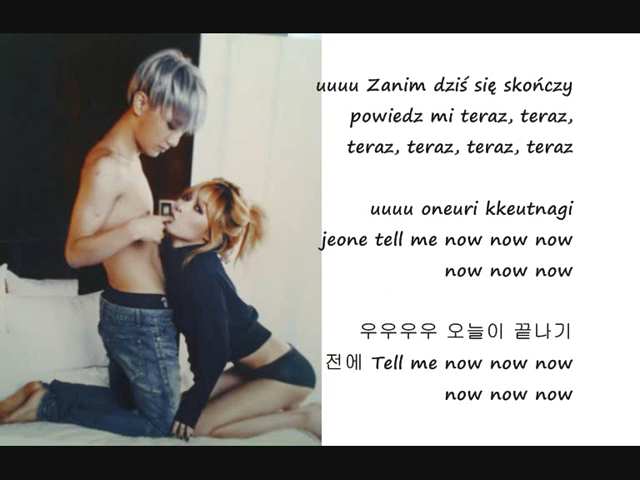 uuuu Zanim dziś się skończy
powiedz mi teraz, teraz,
teraz, teraz, teraz, teraz
uuuu oneuri kkeutnagi
jeone tell me now now now
now now now
우우우우 오늘이 끝나기
전에 Tell me now now now
now now now